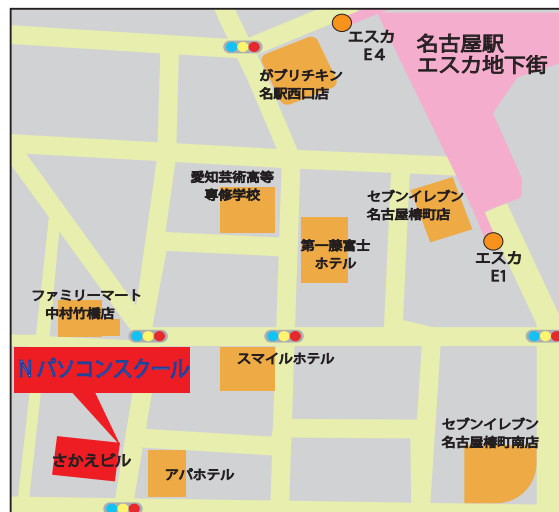 エスカ
E4
名古屋駅
エスカ地下街
がブリチキン
名駅西口店
愛知芸術高等
専修学校
セブンイレブン
名古屋椿町店
第一藤富士
ホテル
エスカ
E1
ファミリーマート
中村竹橋店
スマイルホテル
Nパソコンスクール
セブンイレブン
名古屋椿町南店
さかえビル
アパホテル